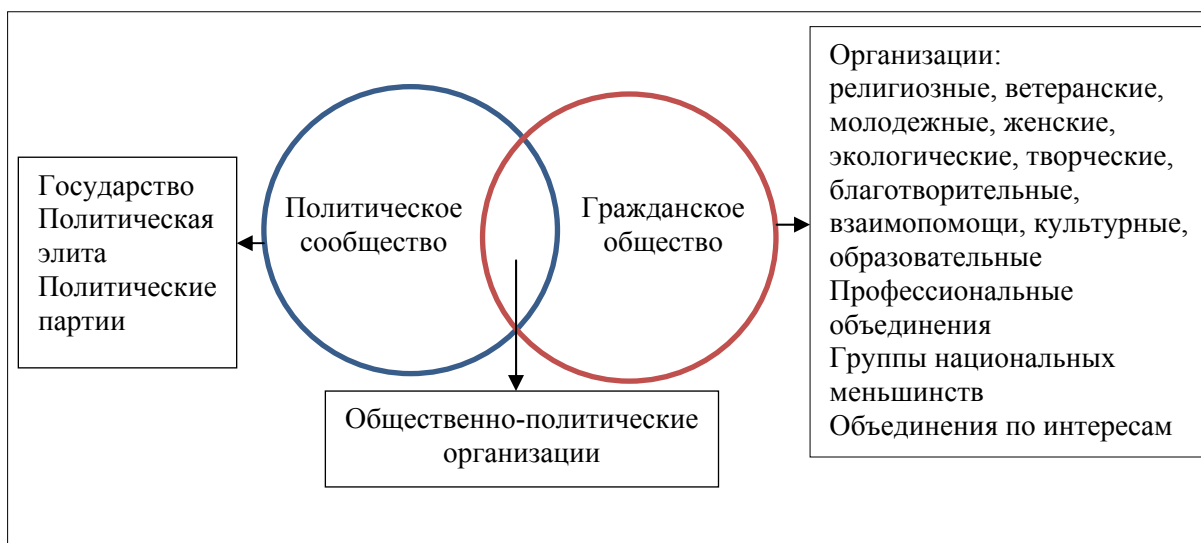 Государство
Политическая
элита
Политические
партии
Политическое
сообщество
Гражданское
общество
Общественно-политические
организации
Организации:
религиозные, ветеранские,
молодежные, женские,
экологические, творческие,
благотворительные,
взаимопомощи, культурные,
образовательные
Профессиональные
объединения
Группы национальных
меньшинств
Объединения по интересам